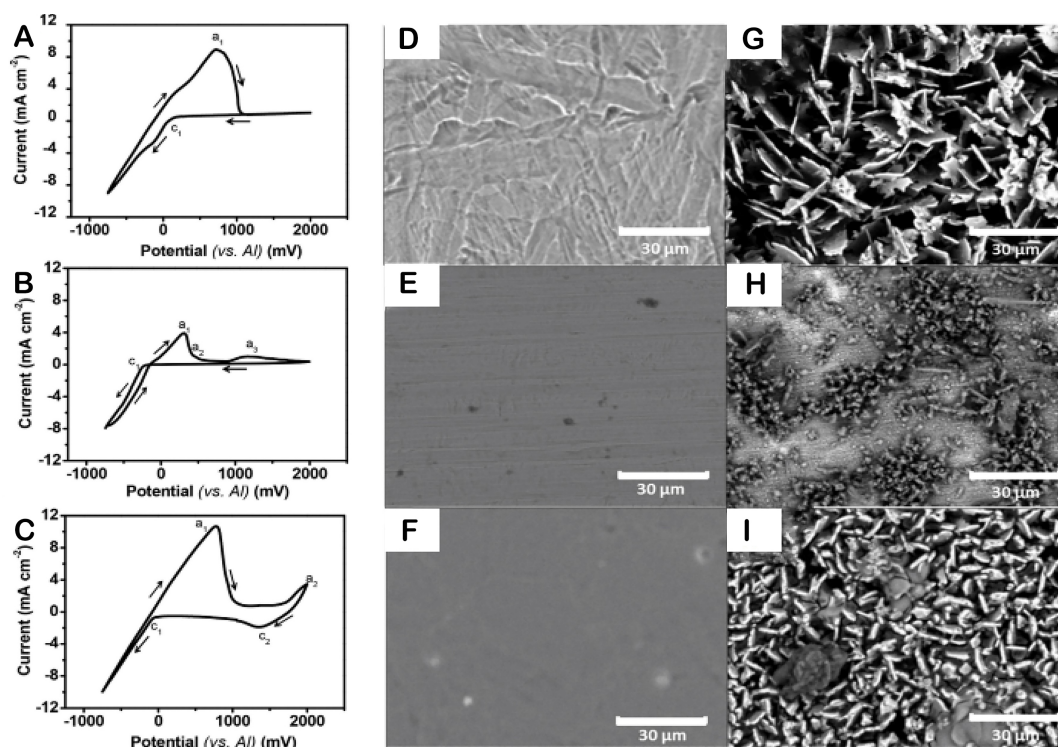 A
Current (mA cm-2)
12
8
4
0
-4
-8
-12
a1
c1
-1000 0 1000 2000
Potential (vs. Al) (mV)
B
Current (mA cm-2)
12
8
4
0
-4
-8
-12
a1
a2
a3
c1
-1000 0 1000 2000
Potential (vs. Al) (mV)
C
Current (mA cm-2)
12
8
4
0
-4
-8
-12
a1
a2
c1
c2
-1000 0 1000 2000
Potential (vs. Al) (mV)
D
30 µm
E
30 µm
F
30 µm
G
30 µm
H
30 µm
I
30 µm